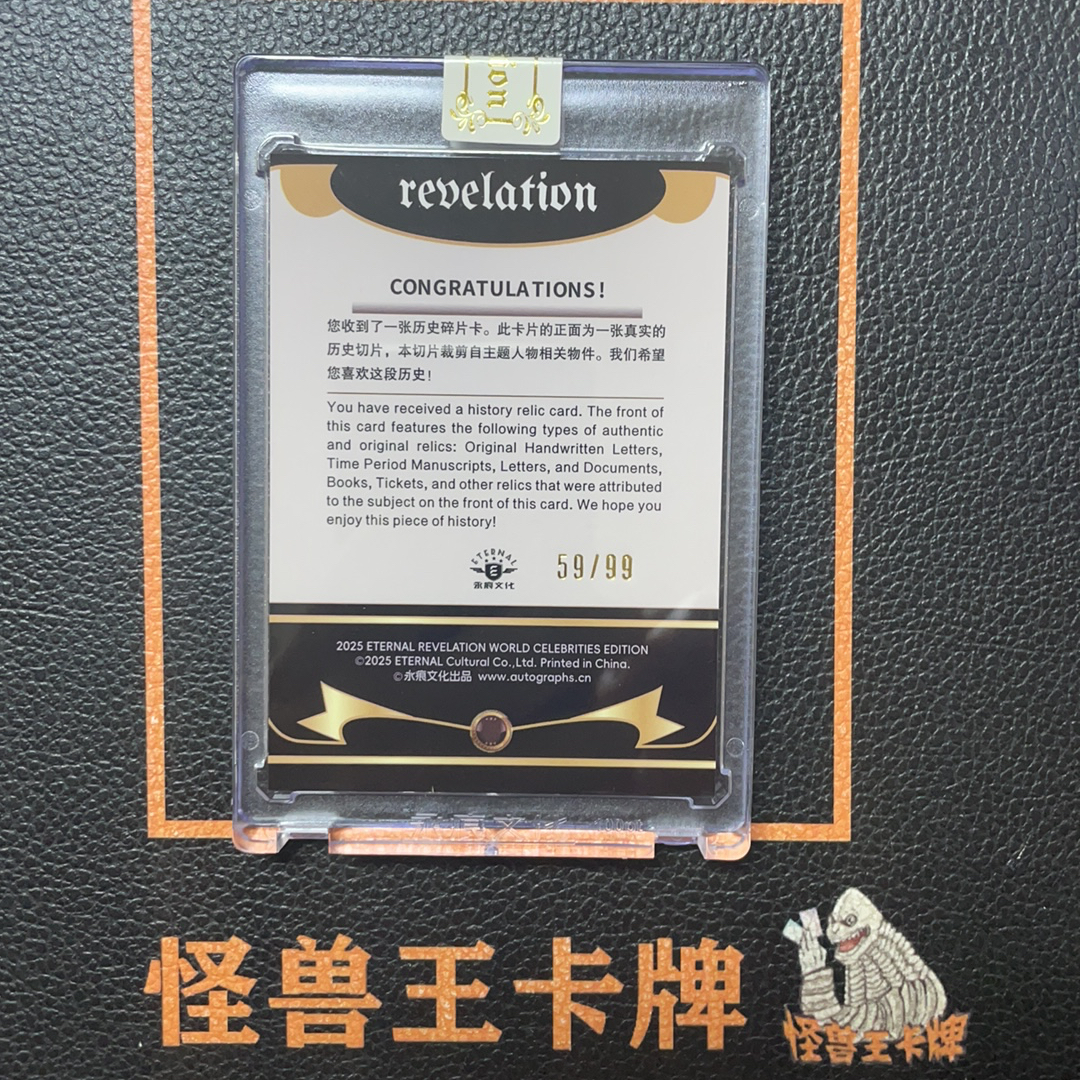 ion
revelation
CONGRATULATIONS!
您收到了一张历史碎片卡。此卡片的正面为一张真实的
历史切片，本切片裁剪自主题人物相关物件。我们希望
您喜欢这段历史！
You have received a history relic card. The front of
this card features the following types of authentic
and original relics: Original Handwritten Letters,
Time Period Manuscripts, Letters, and Documents,
Books, Tickets, and other relics that were attributed
to the subject on the front of this card. We hope you
enjoy this piece of history!
ETERNAL
E
永痕文化
59/99
2025 ETERNAL REVELATION WORLD CELEBRITIES EDITION
©2025 ETERNAL Cultural Co.,Ltd. Printed in China.
©永痕文化出品 www.autographs.cn
怪兽王卡牌
怪兽王卡牌